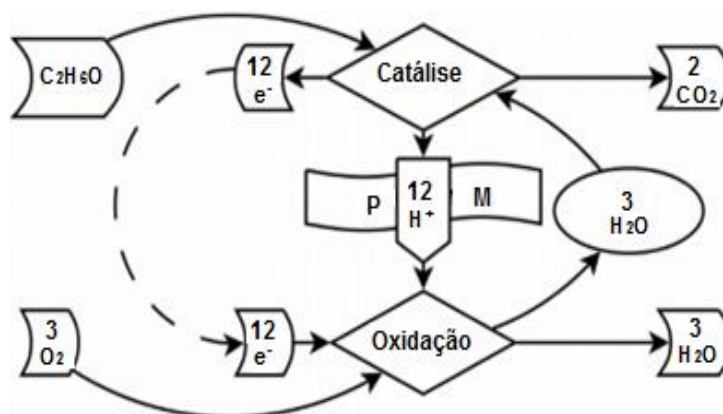 C₂H₆O
12
e⁻
Catálise
2
CO₂
P
12
H⁺
M
3
H₂O
3
O₂
12
e⁻
Oxidação
3
H₂O